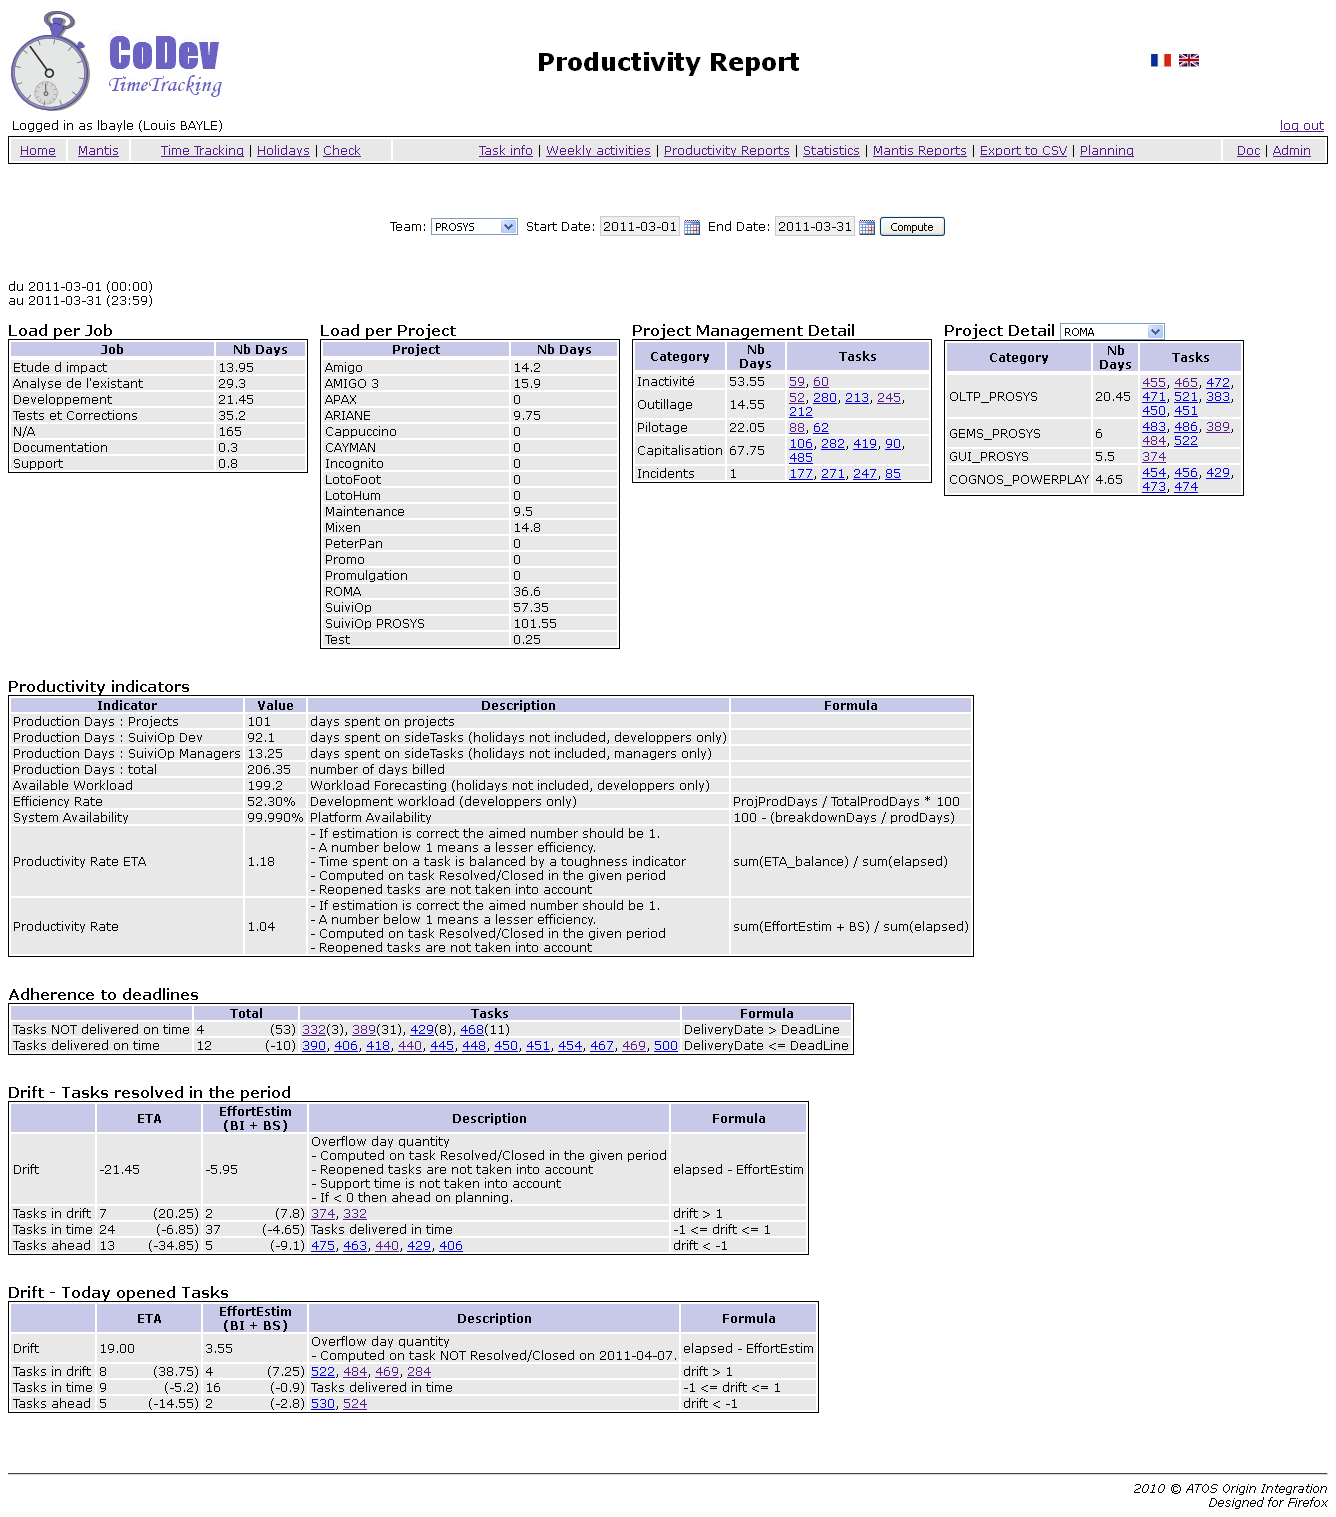 CoDev
TimeTracking
Productivity Report
Logged in as lbayle (Louis BAYLE)
log out
Home Mantis Time Tracking | Holidays | Check Task info | Weekly activities | Productivity Reports | Statistics | Mantis Reports | Export to CSV | Planning Doc | Admin
Team: PROSYS Start Date: 2011-03-01 End Date: 2011-03-31 Compute
du 2011-03-01 (00:00)
au 2011-03-31 (23:59)
Load per Job
Job Nb Days
Etude d impact 13.95
Analyse de l'existant 29.3
Developpement 21.45
Tests et Corrections 35.2
N/A 165
Documentation 0.3
Support 0.8
Load per Project
Project Nb Days
Amigo 14.2
AMIGO 3 15.9
APAX 0
ARIANE 9.75
Cappuccino 0
CAYMAN 0
Incognito 0
LotoFoot 0
LotoHum 0
Maintenance 9.5
Mixen 14.8
PeterPan 0
Promo 0
Promulgation 0
ROMA 36.6
SuiviOp 57.35
SuiviOp PROSYS 101.55
Test 0.25
Project Management Detail
Category Nb Days Tasks
Inactivité 53.55 59, 60
Outillage 14.55 52, 280, 213, 245,
212
Pilotage 22.05 88, 62
Capitalisation 67.75 106, 282, 419, 90,
485
Incidents 1 177, 271, 247, 85
Project Detail ROMA
Category Nb Days Tasks
OLTP_PROSYS 20.45 455, 465, 472,
471, 521, 383,
450, 451
GEMS_PROSYS 6 483, 486, 389,
484, 522
GUI_PROSYS 5.5 374
COGNOS_POWERPLAY 4.65 454, 456, 429,
473, 474
Productivity indicators
Indicator Value Description Formula
Production Days : Projects 101 days spent on projects
Production Days : SuiviOp Dev 92.1 days spent on sideTasks (holidays not included, developpers only)
Production Days : SuiviOp Managers 13.25 days spent on sideTasks (holidays not included, managers only)
Production Days : total 206.35 number of days billed
Available Workload 199.2 Workload Forecasting (holidays not included, developpers only)
Efficiency Rate 52.30% Development workload (developpers only) ProjProdDays / TotalProdDays * 100
System Availability 99.990% Platform Availability 100 - (breakdownDays / prodDays)
Productivity Rate ETA 1.18 - If estimation is correct the aimed number should be 1.
- A number below 1 means a lesser efficiency.
- Time spent on a task is balanced by a toughness indicator
- Computed on task Resolved/Closed in the given period
- Reopened tasks are not taken into account
sum(ETA_balance) / sum(elapsed)
Productivity Rate 1.04 - If estimation is correct the aimed number should be 1.
- A number below 1 means a lesser efficiency.
- Computed on task Resolved/Closed in the given period
- Reopened tasks are not taken into account
sum(EffortEstim + BS) / sum(elapsed)
Adherence to deadlines
Total Tasks Formula
Tasks NOT delivered on time 4 (53) 332(3), 389(31), 429(8), 468(11) DeliveryDate > DeadLine
Tasks delivered on time 12 (-10) 390, 406, 418, 440, 445, 448, 450, 451, 454, 467, 469, 500 DeliveryDate <= DeadLine
Drift - Tasks resolved in the period
ETA EffortEstim (BI + BS) Description Formula
Drift -21.45 -5.95 Overflow day quantity
- Computed on task Resolved/Closed in the given period
- Reopened tasks are not taken into account
- Support time is not taken into account
- If < 0 then ahead on planning.
elapsed - EffortEstim
Tasks in drift 7 (20.25) 2 (7.8) 374, 332 drift > 1
Tasks in time 24 (-6.85) 37 (-4.65) Tasks delivered in time -1 <= drift <= 1
Tasks ahead 13 (-34.85) 5 (-9.1) 475, 463, 440, 429, 406 drift < -1
Drift - Today opened Tasks
ETA EffortEstim (BI + BS) Description Formula
Drift 19.00 3.55 Overflow day quantity
- Computed on task NOT Resolved/Closed on 2011-04-07.
elapsed - EffortEstim
Tasks in drift 8 (38.75) 4 (7.25) 522, 484, 469, 284 drift > 1
Tasks in time 9 (-5.2) 16 (-0.9) Tasks delivered in time -1 <= drift <= 1
Tasks ahead 5 (-14.55) 2 (-2.8) 530, 524 drift < -1
2010 © ATOS Origin Integration
Designed for Firefox